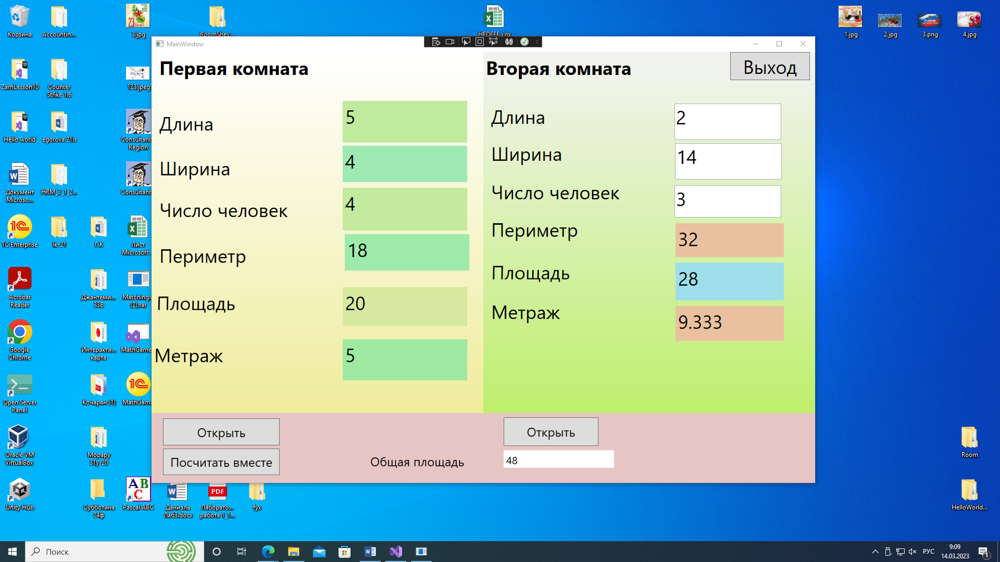 Корзина
Accountin...
3.jpg
RoomShev...
HEDEFE.xlsx
1.jpg
2.jpg
3.png
4.jpg
MainWindow
Первая комната
Вторая комната
Выход
ZamLesson10
Counter
Strike 1.6
123.jpeg
Длина
5
Длина
2
Hello world
egorova 21is
Consultant
Region
Ширина
4
Ширина
14
Документ
Microso...
HRM_3_1_2...
Consultant
Число человек
4
Число человек
3
1C Enterprise
Ik-21
Г.К
Лист
Microsoft
Периметр
18
Периметр
32
Acrobat
Reader
Джантеми...
33Б
Matching.
(2).rar
Площадь
20
Площадь
28
Google
Chrome
Интеракти...
карта
MathGame
Метраж
5
Метраж
9.333
Open Server
Panel
Кочарян (1)
MathGam.
Открыть
Открыть
Посчитать вместе
Общая площадь
48
Oracle VM
VirtualBox
Морару
31у-20
Room
Unity Hub
Субботина
24ф
ABC
Pascal ABC
Даниэль
Лаб3.docx
PDF
Лаборато...
работа 1_1...
fyx
HelloWorld...
Поиск
РУС
9:09
14.03.2023
1